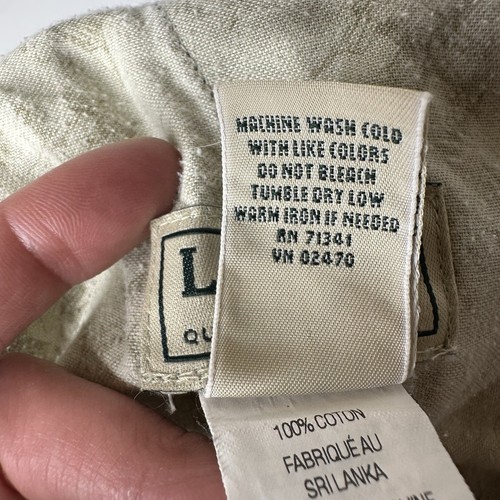 MACHINE WASH COLD
WITH LIKE COLORS
DO NOT BLEACH
TUMBLE DRY LOW
WARM IRON IF NEEDED
RN 71341
VN 02470
L
QU
100% COTON
FABRIQUÉ AU
SRI LANKA